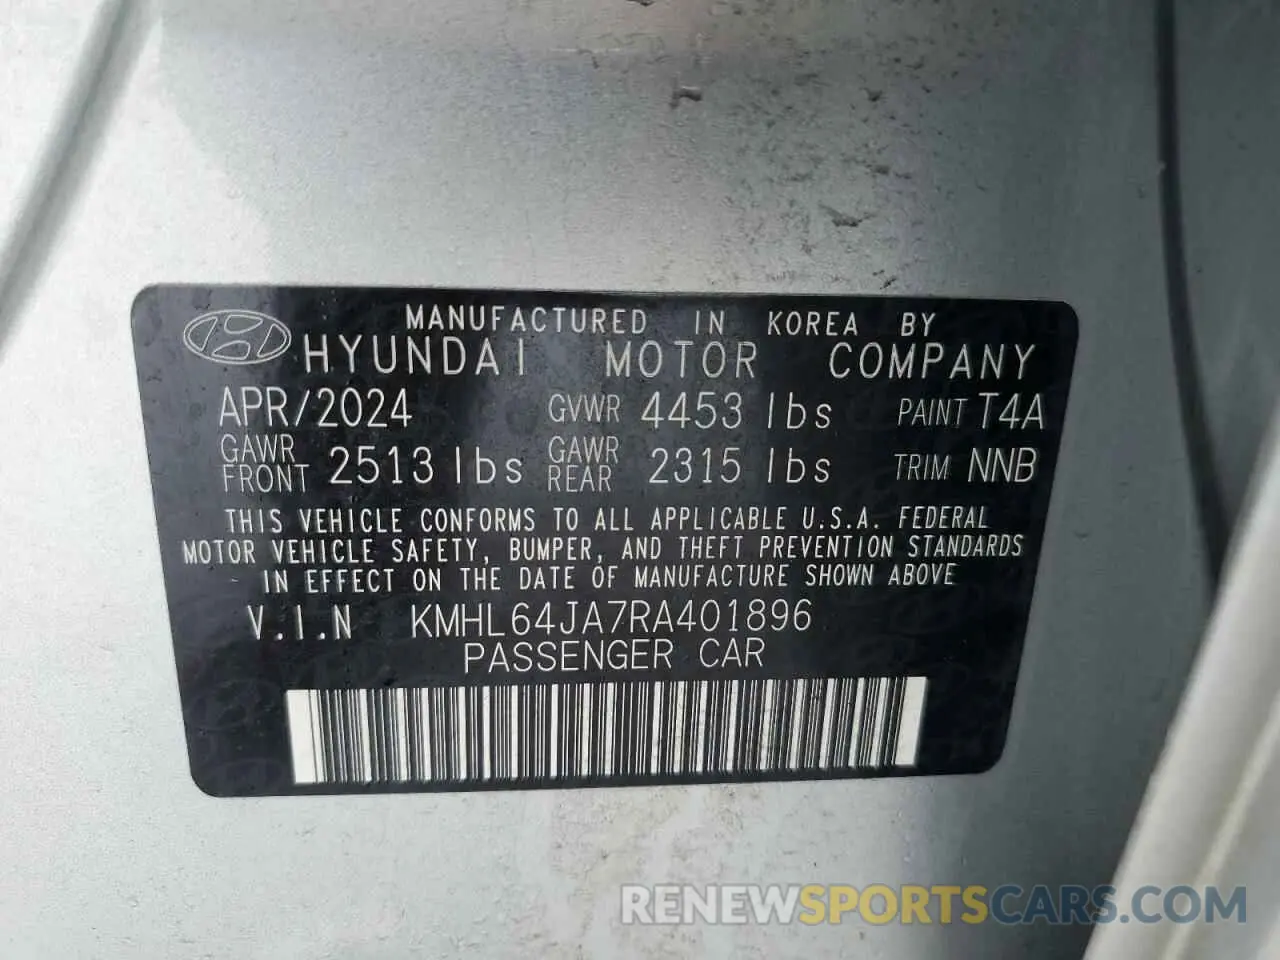 MANUFACTURED IN KOREA BY
HYUNDAI MOTOR COMPANY
APR/2024 GVWR 4453 lbs PAINT T4A
GAWR FRONT 2513 lbs GAWR REAR 2315 lbs TRIM NNB
THIS VEHICLE CONFORMS TO ALL APPLICABLE U.S.A. FEDERAL
MOTOR VEHICLE SAFETY, BUMPER, AND THEFT PREVENTION STANDARDS
IN EFFECT ON THE DATE OF MANUFACTURE SHOWN ABOVE
V.I.N KMHL64JA7RA401896
PASSENGER CAR
RENEWSPORTSCARS.COM